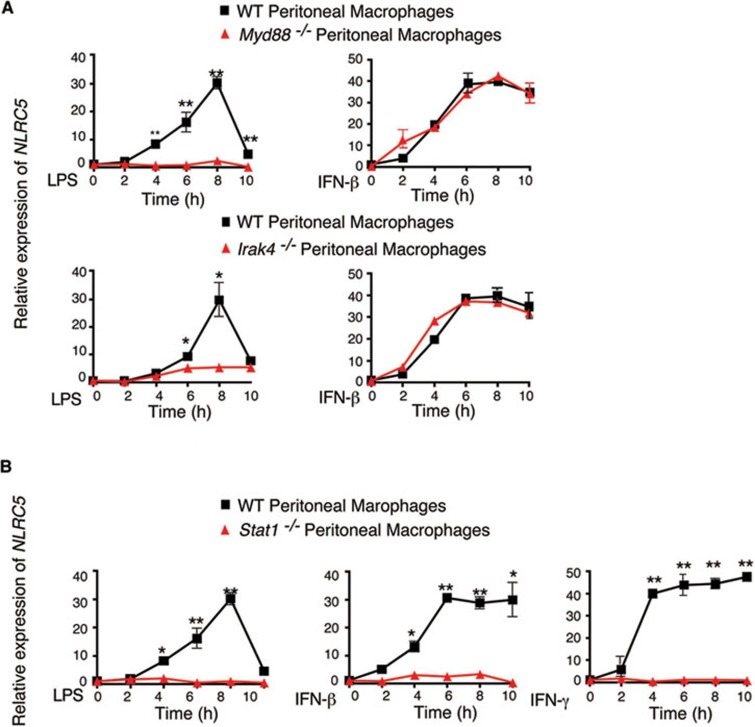 A
WT Peritoneal Macrophages
Myd88 -/- Peritoneal Macrophages
Relative expression of NLRC5
40
30
20
10
0
** ** ** **
0 2 4 6 8 10
LPS
Time (h)
50
40
30
20
10
0
0 2 4 6 8 10
IFN-β
Time (h)
WT Peritoneal Macrophages
Irak4 -/- Peritoneal Macrophages
40
30
20
10
0
* *
0 2 4 6 8 10
LPS
Time (h)
50
40
30
20
10
0
0 2 4 6 8 10
IFN-β
Time (h)
B
WT Peritoneal Marophages
Stat1 -/- Peritoneal Macrophages
Relative expression of NLRC5
40
30
20
10
0
* ** **
0 2 4 6 8 10
LPS
Time (h)
40
30
20
10
0
* ** ** *
0 2 4 6 8 10
IFN-β
Time (h)
50
40
30
20
10
0
** ** ** **
0 2 4 6 8 10
IFN-γ
Time (h)